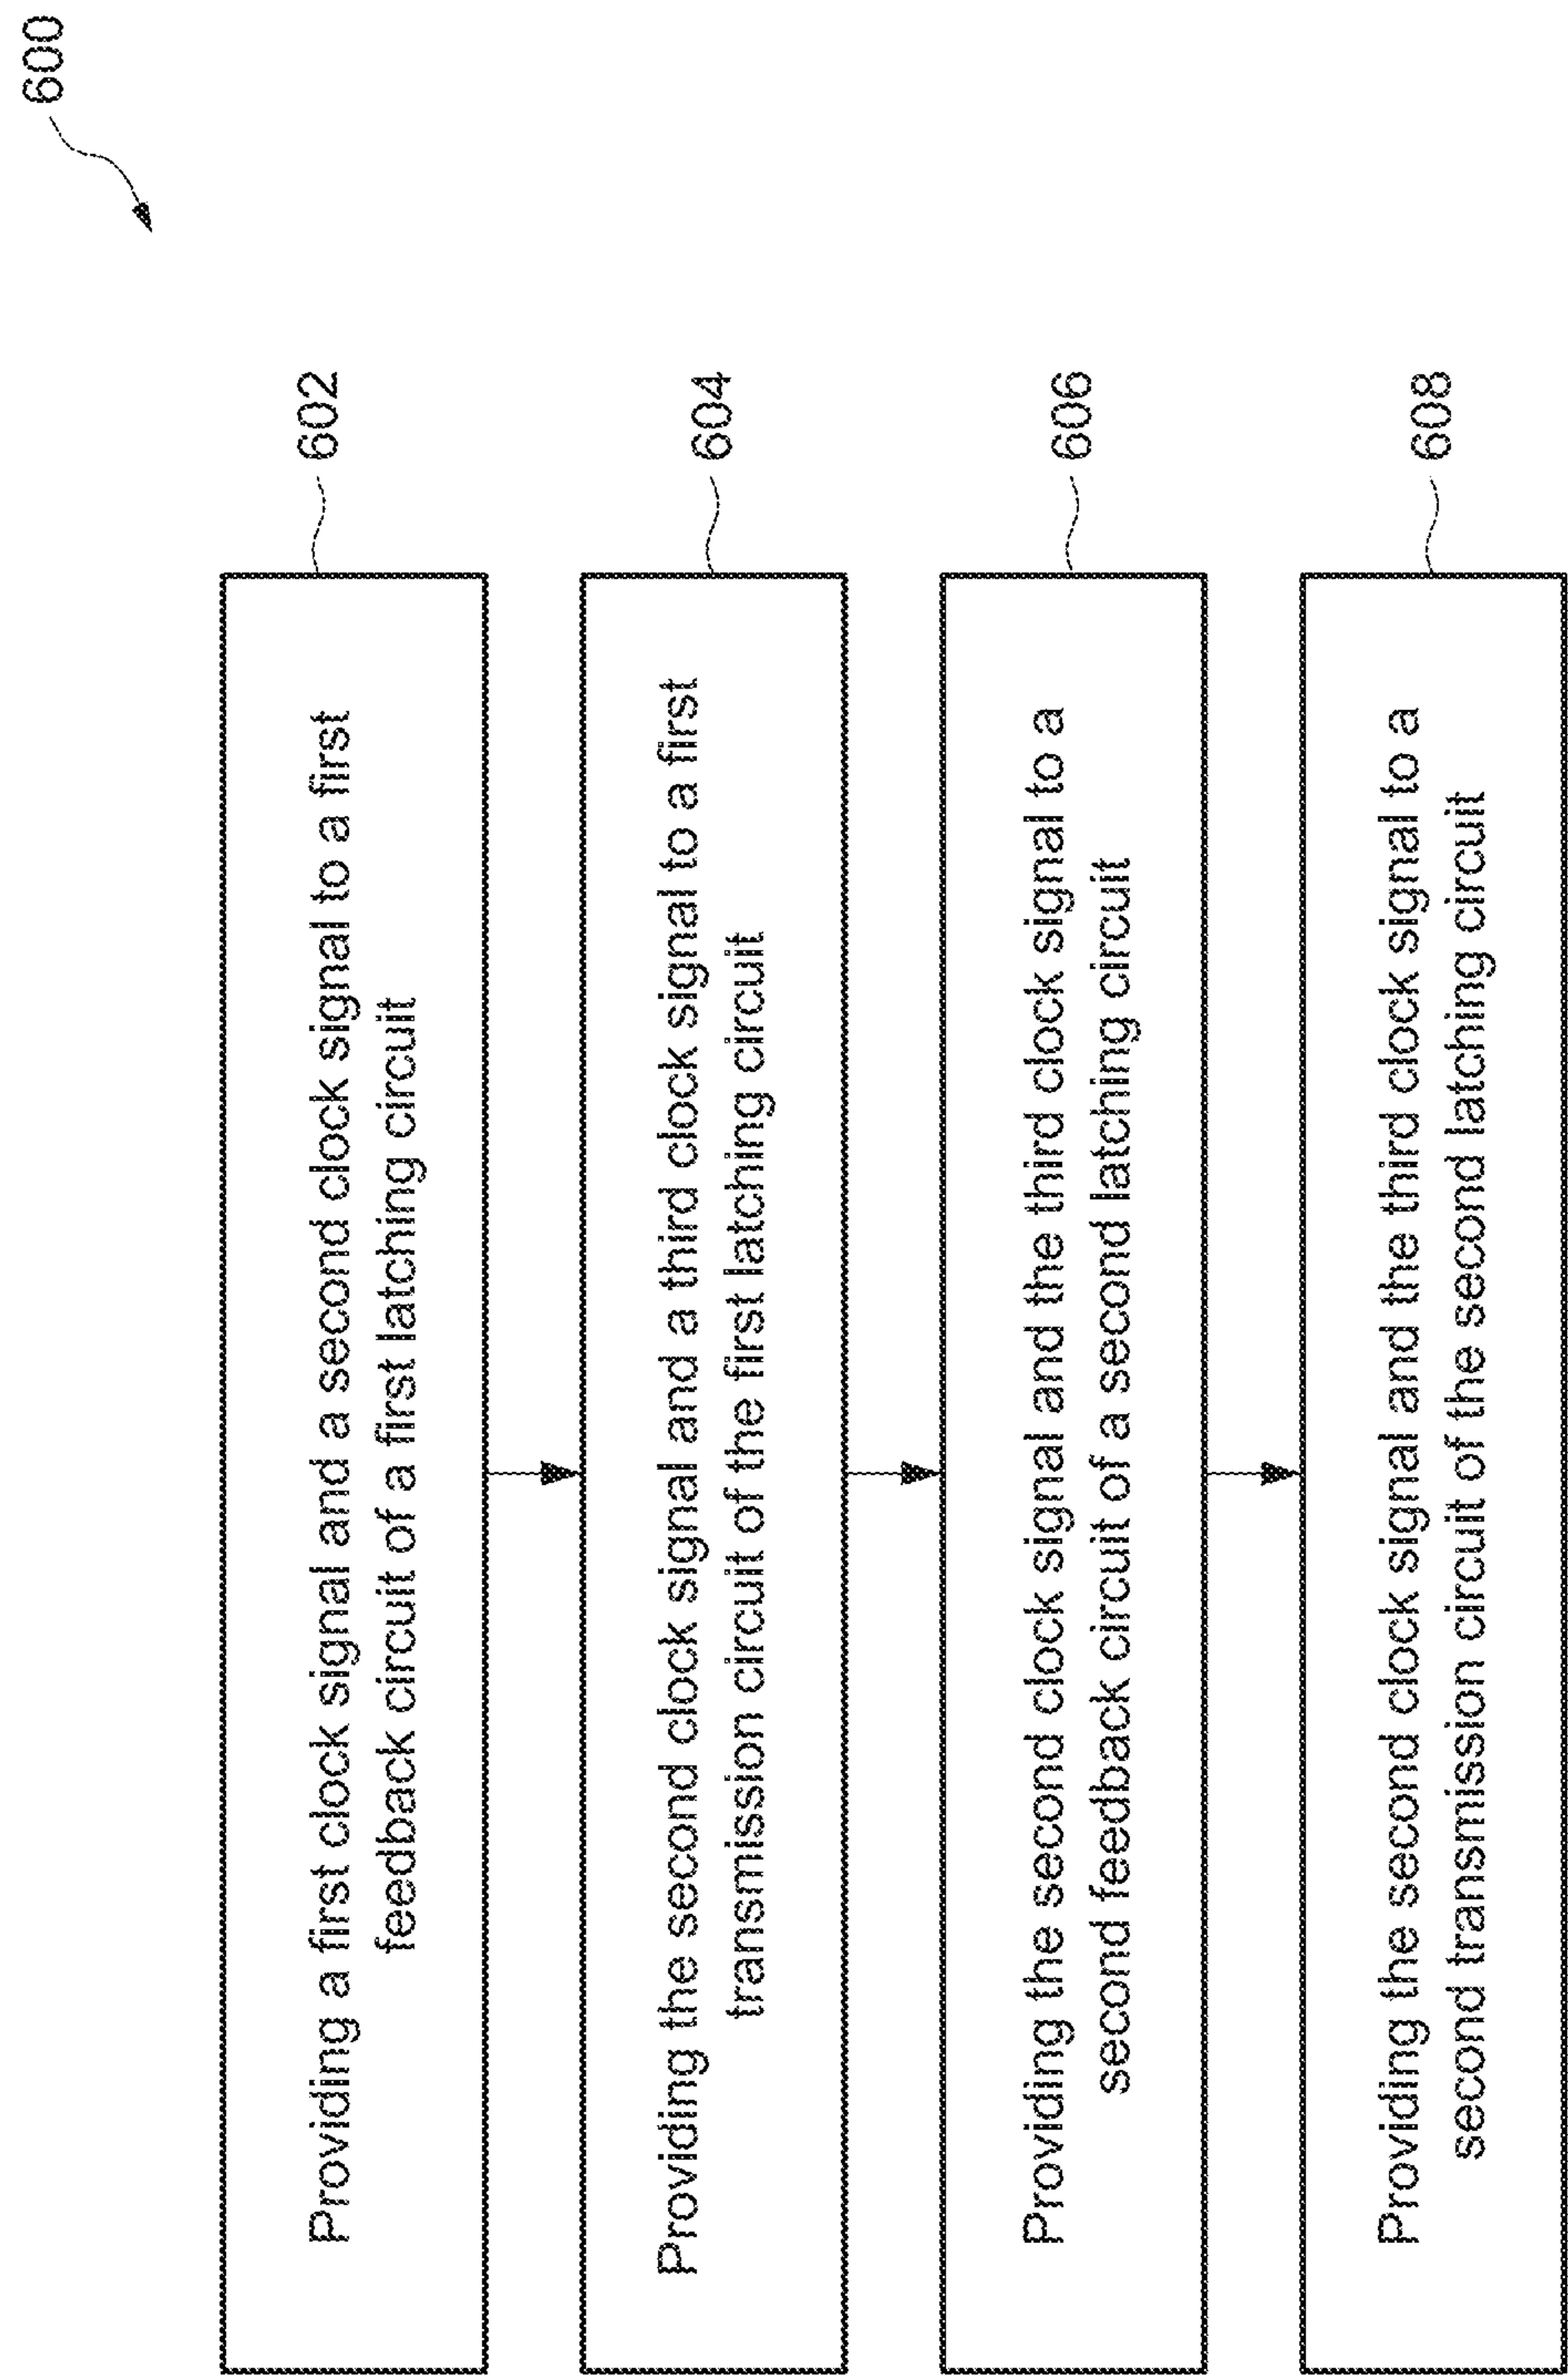 600
602
Providing a first clock signal and a second clock signal to a first
feedback circuit of a first latching circuit
604
Providing the second clock signal and a third clock signal to a first
transmission circuit of the first latching circuit
606
Providing the second clock signal and the third clock signal to a
second feedback circuit of a second latching circuit
608
Providing the second clock signal and the third clock signal to a
second transmission circuit of the second latching circuit